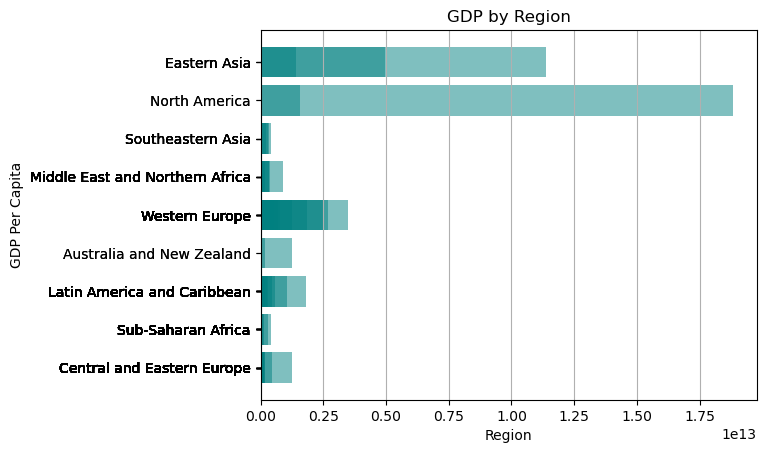 GDP by Region
GDP Per Capita
Eastern Asia
North America
Southeastern Asia
Middle East and Northern Africa
Western Europe
Australia and New Zealand
Latin America and Caribbean
Sub-Saharan Africa
Central and Eastern Europe
0.00 0.25 0.50 0.75 1.00 1.25 1.50 1.75
1e13
Region